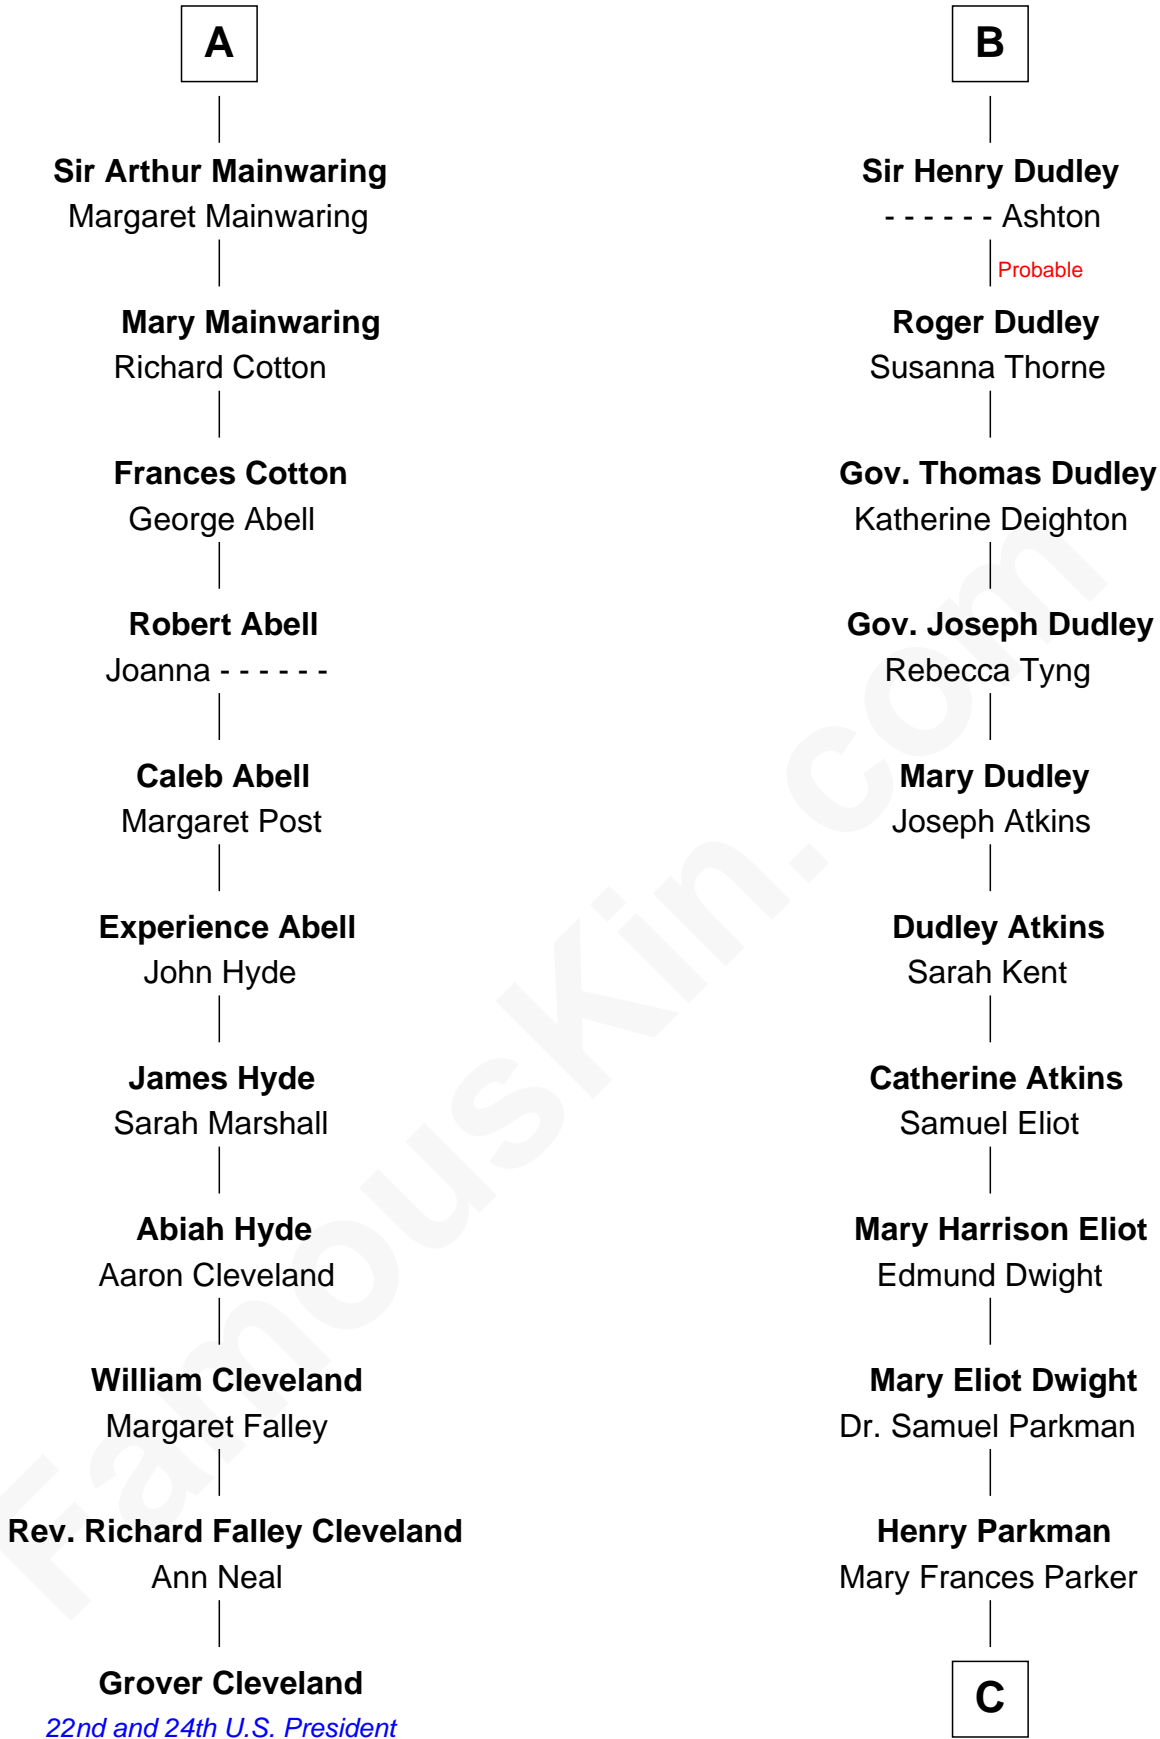 A
Sir Arthur Mainwaring
Margaret Mainwaring
Mary Mainwaring
Richard Cotton
Frances Cotton
George Abell
Robert Abell
Joanna - - - - - -
Caleb Abell
Margaret Post
Experience Abell
John Hyde
James Hyde
Sarah Marshall
Abiah Hyde
Aaron Cleveland
William Cleveland
Margaret Falley
Rev. Richard Falley Cleveland
Ann Neal
Grover Cleveland
22nd and 24th U.S. President
B
Sir Henry Dudley
- - - - - - Ashton
Probable
Roger Dudley
Susanna Thorne
Gov. Thomas Dudley
Katherine Deighton
Gov. Joseph Dudley
Rebecca Tyng
Mary Dudley
Joseph Atkins
Dudley Atkins
Sarah Kent
Catherine Atkins
Samuel Eliot
Mary Harrison Eliot
Edmund Dwight
Mary Eliot Dwight
Dr. Samuel Parkman
Henry Parkman
Mary Frances Parker
C
FamousKin.com